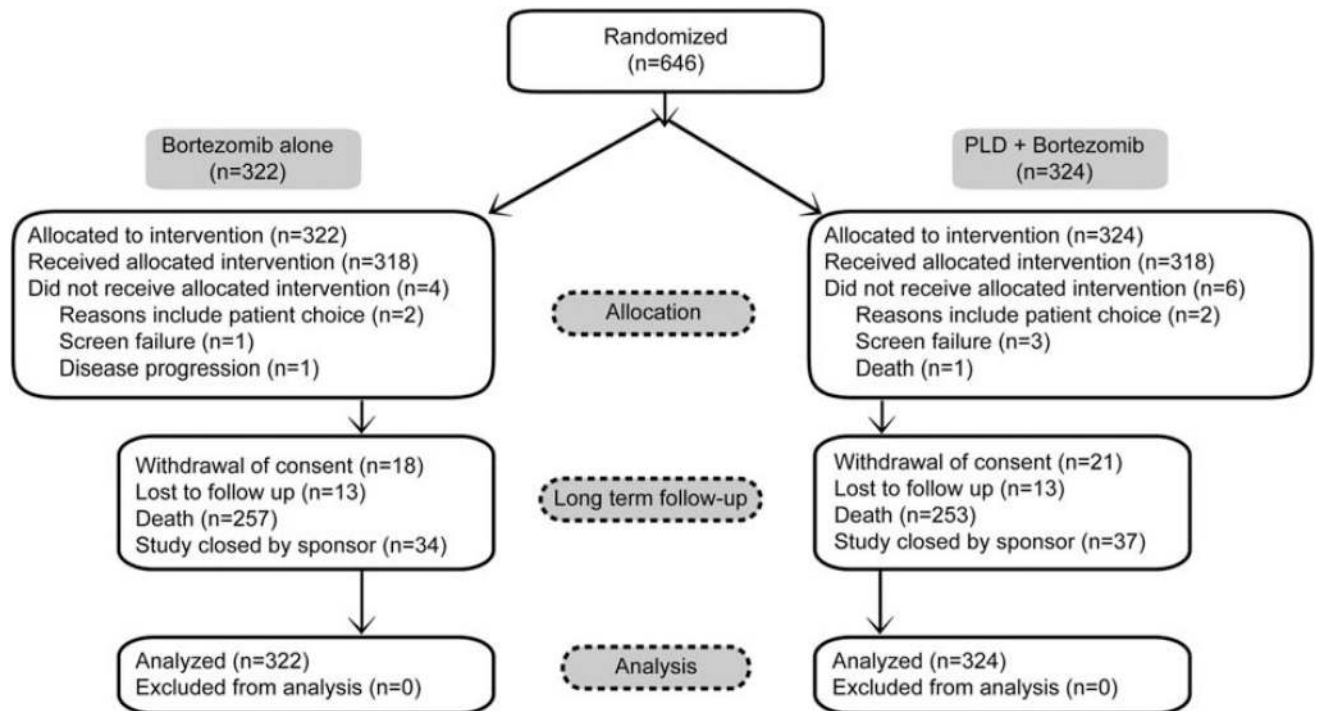 Randomized
(n=646)
Bortezomib alone
(n=322)
PLD + Bortezomib
(n=324)
Allocated to intervention (n=322)
Received allocated intervention (n=318)
Did not receive allocated intervention (n=4)
Reasons include patient choice (n=2)
Screen failure (n=1)
Disease progression (n=1)
Allocation
Allocated to intervention (n=324)
Received allocated intervention (n=318)
Did not receive allocated intervention (n=6)
Reasons include patient choice (n=2)
Screen failure (n=3)
Death (n=1)
Withdrawal of consent (n=18)
Lost to follow up (n=13)
Death (n=257)
Study closed by sponsor (n=34)
Long term follow-up
Withdrawal of consent (n=21)
Lost to follow up (n=13)
Death (n=253)
Study closed by sponsor (n=37)
Analyzed (n=322)
Excluded from analysis (n=0)
Analysis
Analyzed (n=324)
Excluded from analysis (n=0)